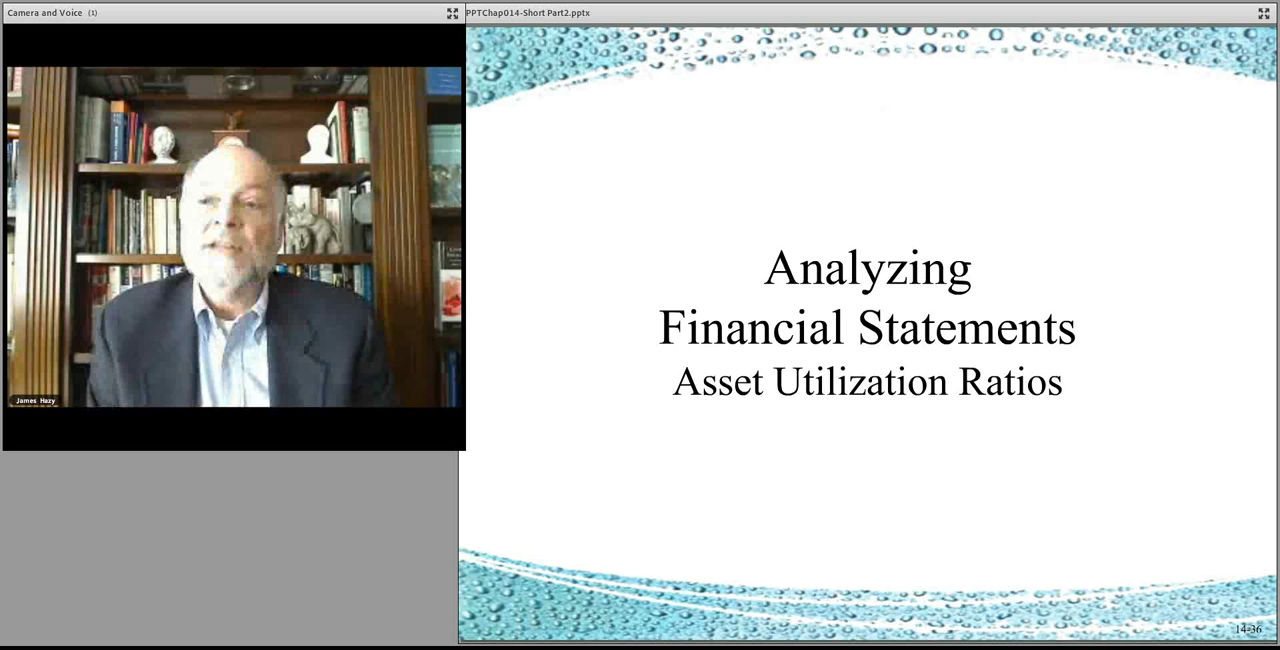 Camera and Voice (1)
PPTChap014-Short Part2.pptx
James Hazy
Analyzing
Financial Statements
Asset Utilization Ratios
14-36